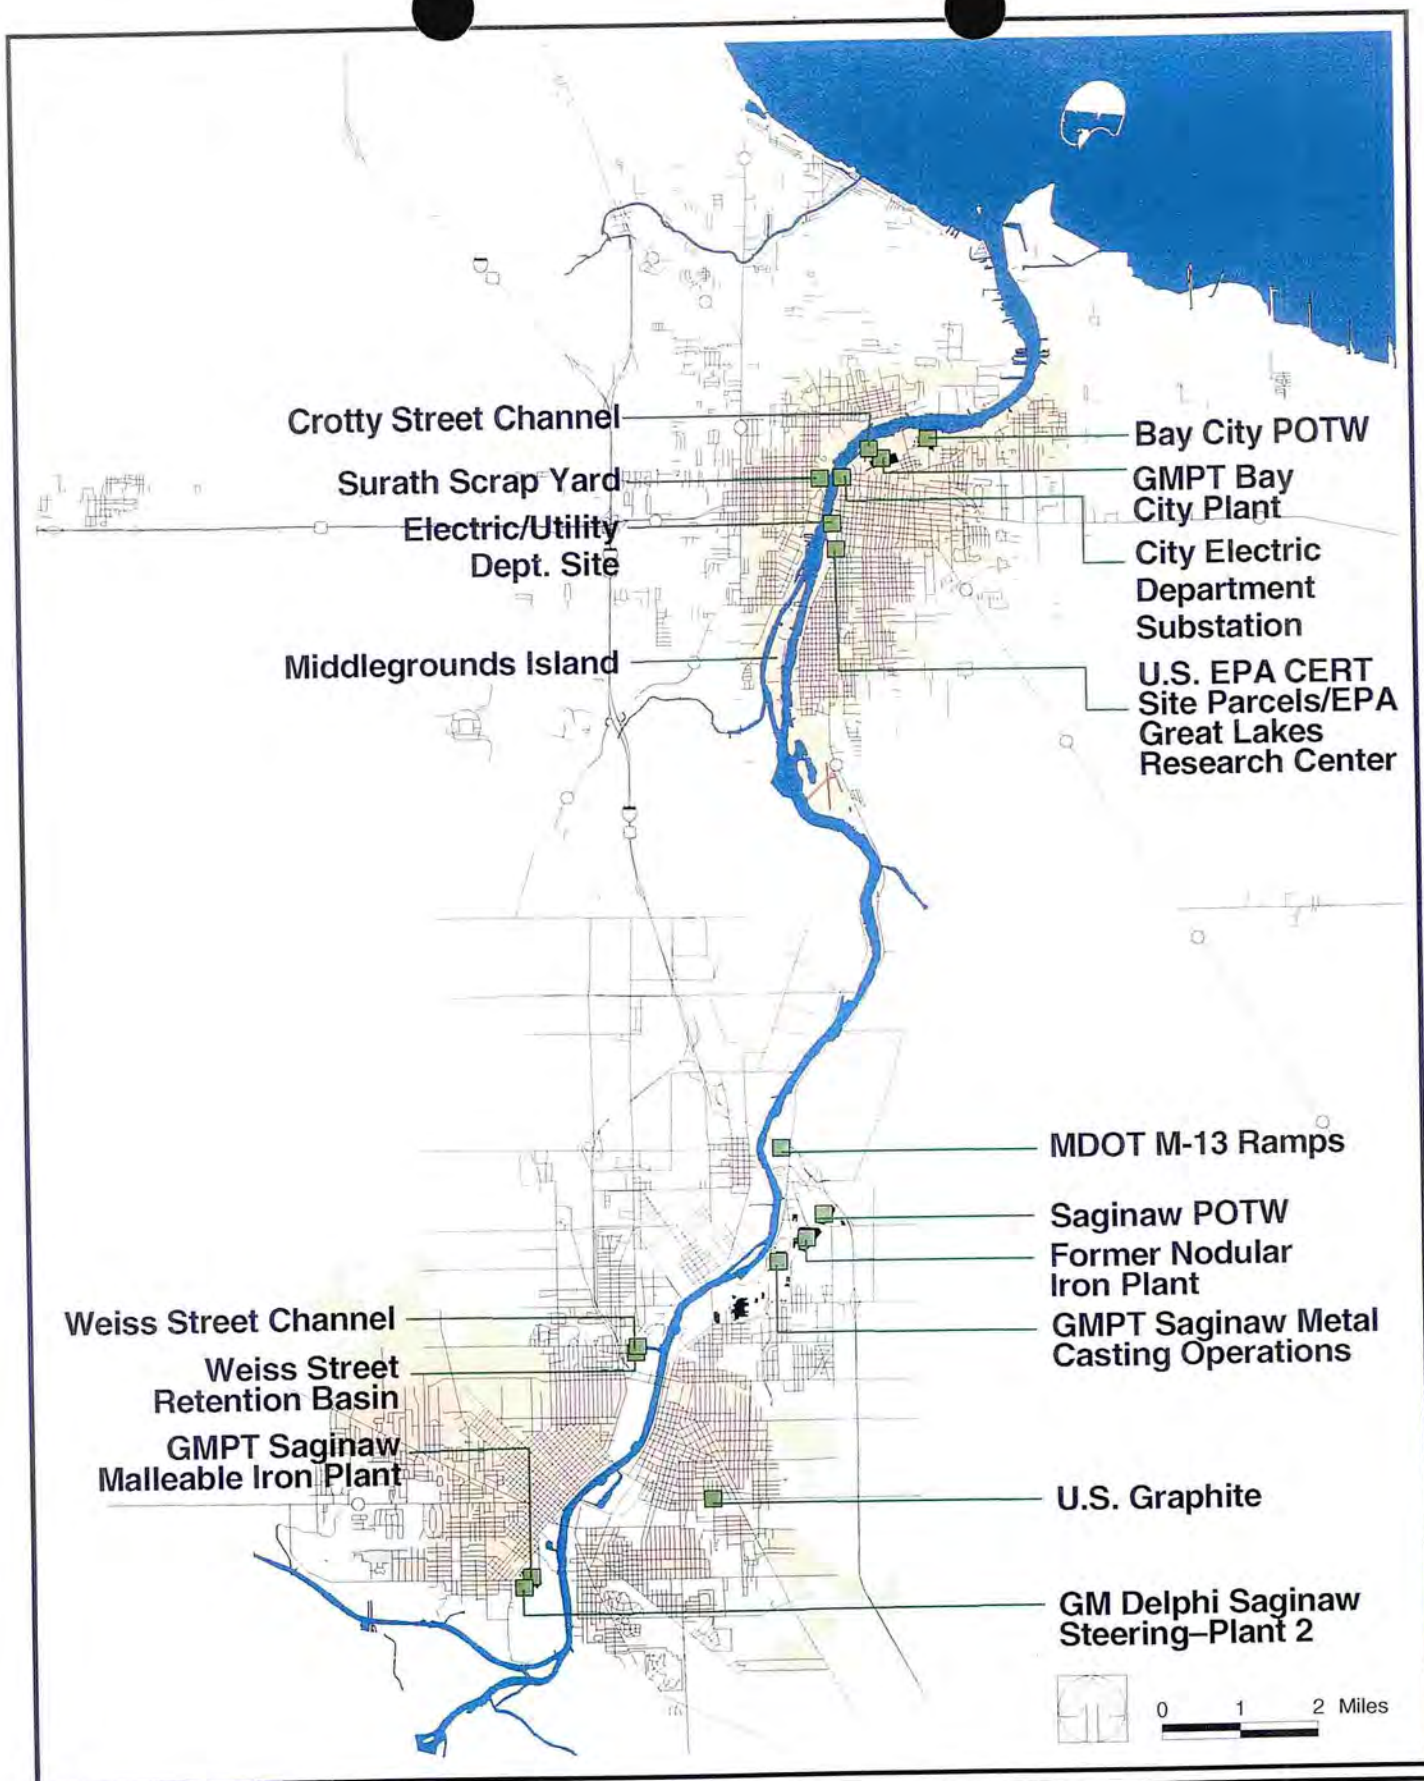 Crotty Street Channel
Surath Scrap Yard
Electric/Utility
Dept. Site
Middlegrounds Island
Bay City POTW
GMPT Bay
City Plant
City Electric
Department
Substation
U.S. EPA CERT
Site Parcels/EPA
Great Lakes
Research Center
MDOT M-13 Ramps
Saginaw POTW
Former Nodular
Iron Plant
GMPT Saginaw Metal
Casting Operations
Weiss Street Channel
Weiss Street
Retention Basin
GMPT Saginaw
Malleable Iron Plant
U.S. Graphite
GM Delphi Saginaw
Steering–Plant 2
0 1 2 Miles